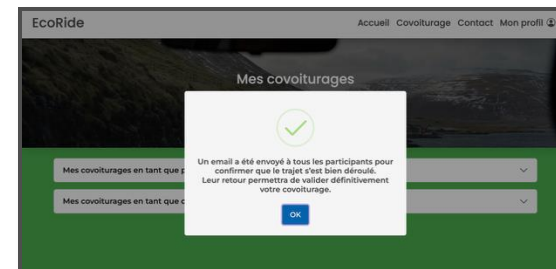 EcoRide
Accueil Covoiturage Contact Mon profil
Mes covoiturages
Un email a été envoyé à tous les participants pour
confirmer que le trajet s'est bien déroulé.
Leur retour permettra de valider définitivement
votre covoiturage.
OK
Mes covoiturages en tant que p
Mes covoiturages en tant que c